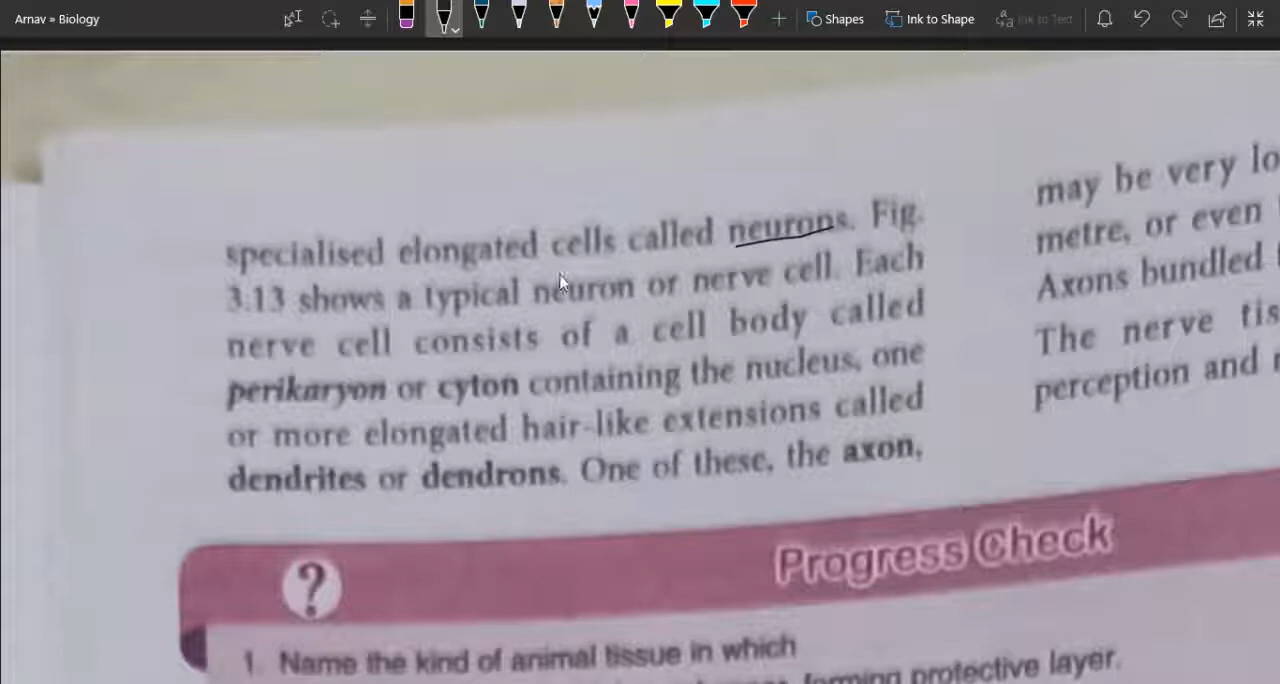 Arnav » Biology
Shapes
Ink to Shape
Ink to Text
specialised elongated cells called neurons. Fig.
3.13 shows a typical neuron or nerve cell. Each
nerve cell consists of a cell body called
perikaryon or cyton containing the nucleus, one
or more elongated hair-like extensions called
dendrites or dendrons. One of these, the axon,
may be very lo
metre, or even
Axons bundled
The nerve tis
perception and
? Progress Check
1. Name the kind of animal tissue in which
forming protective layer.